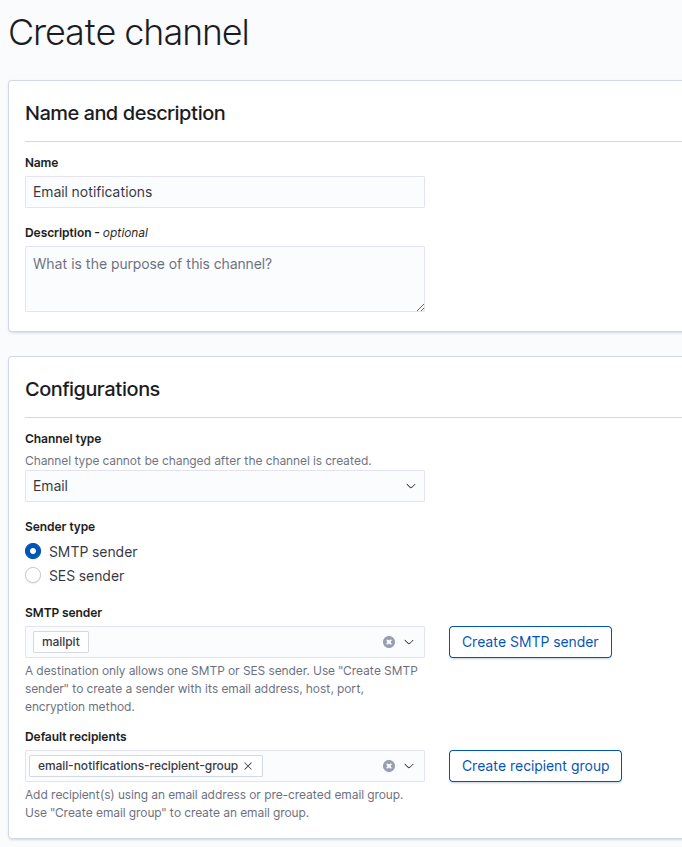 Create channel
Name and description
Name
Email notifications
Description - optional
What is the purpose of this channel?
Configurations
Channel type
Channel type cannot be changed after the channel is created.
Email
Sender type
SMTP sender
SES sender
SMTP sender
mailpit
Create SMTP sender
A destination only allows one SMTP or SES sender. Use "Create SMTP
sender" to create a sender with its email address, host, port,
encryption method.
Default recipients
email-notifications-recipient-group
Create recipient group
Add recipient(s) using an email address or pre-created email group.
Use "Create email group" to create an email group.